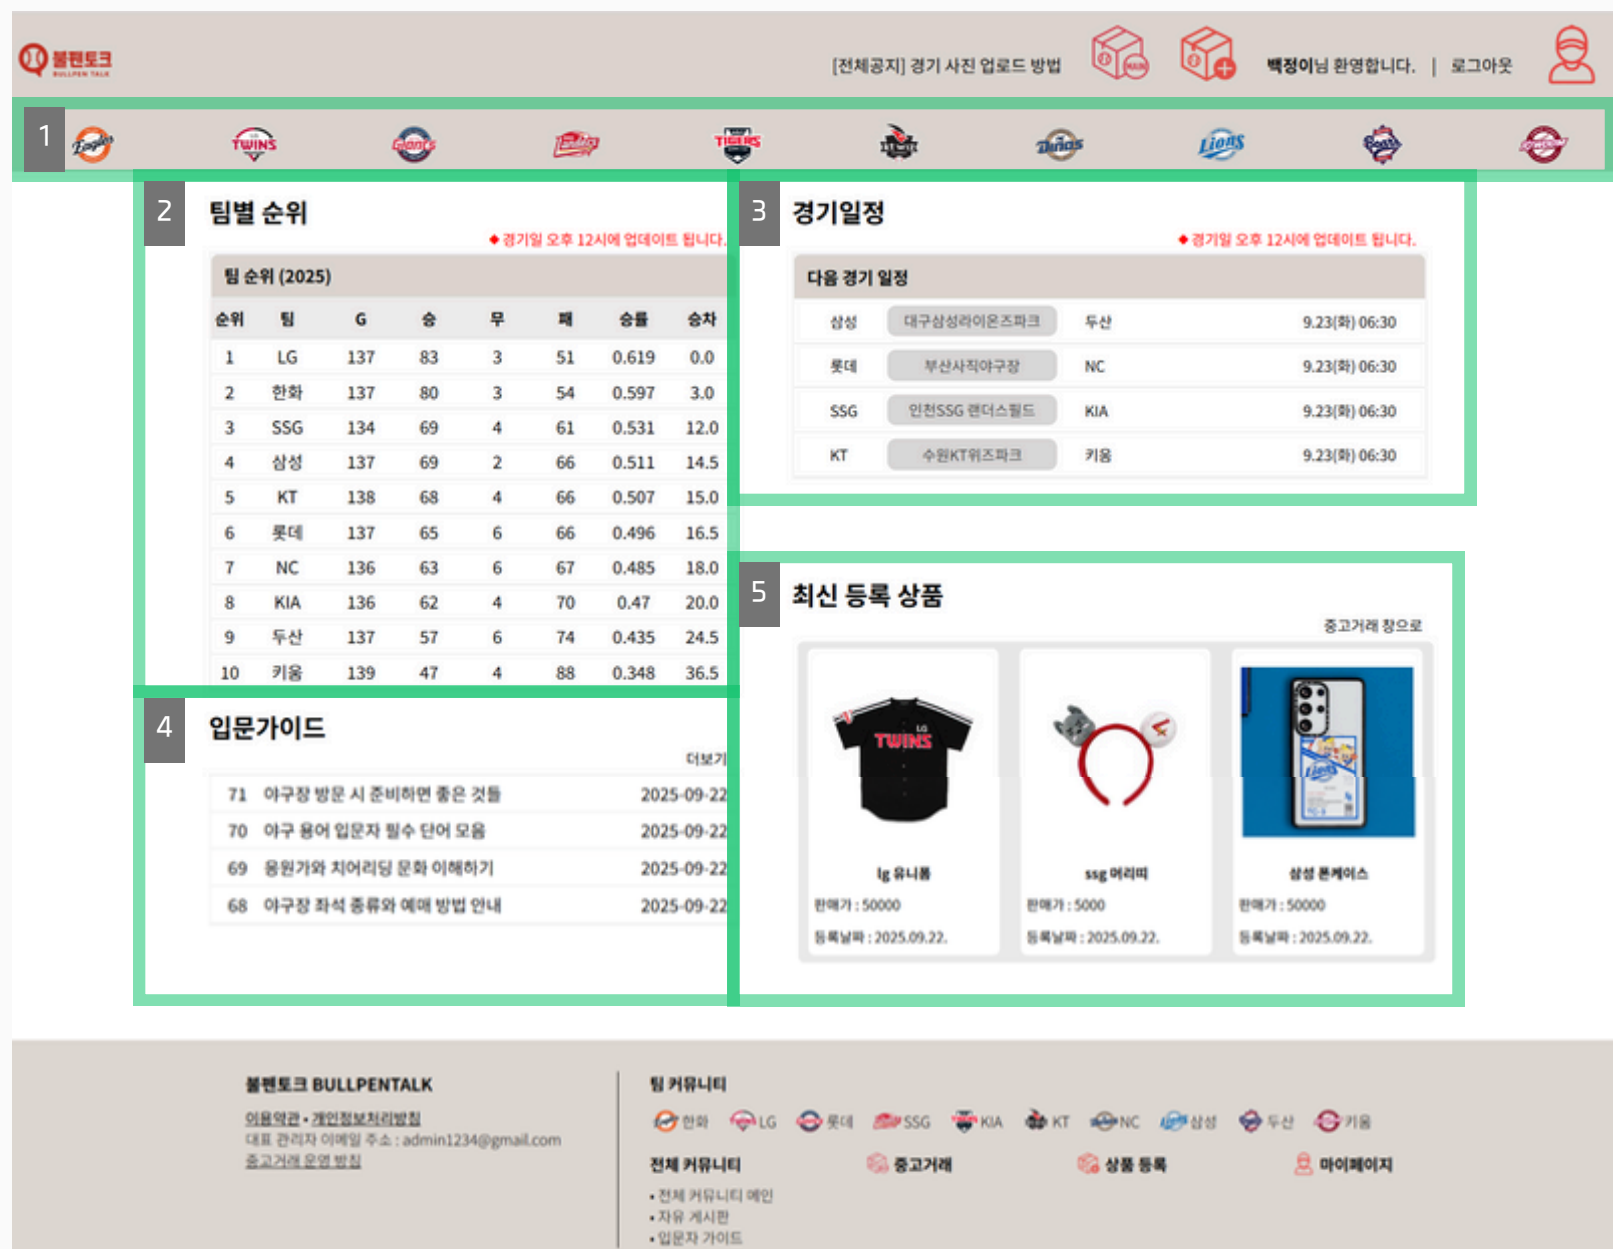 불펜토크
BULLPEN TALK
[전체공지] 경기 사진 업로드 방법
MAIN
백정이님 환영합니다. | 로그아웃
1
Eagles
LG TWINS
Giants
Landers
TIGERS
Dinos
Lions
Bears
2
팀별 순위
◆ 경기일 오후 12시에 업데이트 됩니다.
팀 순위 (2025)
순위 팀 G 승 무 패 승률 승차
1 LG 137 83 3 51 0.619 0.0
2 한화 137 80 3 54 0.597 3.0
3 SSG 134 69 4 61 0.531 12.0
4 삼성 137 69 2 66 0.511 14.5
5 KT 138 68 4 66 0.507 15.0
6 롯데 137 65 6 66 0.496 16.5
7 NC 136 63 6 67 0.485 18.0
8 KIA 136 62 4 70 0.47 20.0
9 두산 137 57 6 74 0.435 24.5
10 키움 139 47 4 88 0.348 36.5
3
경기일정
◆ 경기일 오후 12시에 업데이트 됩니다.
다음 경기 일정
삼성 대구삼성라이온즈파크 두산 9.23(화) 06:30
롯데 부산사직야구장 NC 9.23(화) 06:30
SSG 인천SSG 랜더스필드 KIA 9.23(화) 06:30
KT 수원KT위즈파크 키움 9.23(화) 06:30
4
입문가이드
더보기
71 야구장 방문 시 준비하면 좋은 것들 2025-09-22
70 야구 용어 입문자 필수 단어 모음 2025-09-22
69 응원가와 치어리딩 문화 이해하기 2025-09-22
68 야구장 좌석 종류와 예매 방법 안내 2025-09-22
5
최신 등록 상품
중고거래 창으로
LG
TWINS
Lions
lg 유니폼
판매가 : 50000
등록날짜 : 2025.09.22.
ssg 머리띠
판매가 : 5000
등록날짜 : 2025.09.22.
삼성 폰케이스
판매가 : 50000
등록날짜 : 2025.09.22.
불펜토크 BULLPENTALK
이용약관 • 개인정보처리방침
대표 관리자 이메일 주소 : admin1234@gmail.com
중고거래 운영 방침
팀 커뮤니티
한화 LG 롯데 SSG KIA KT NC 삼성 두산 키움
전체 커뮤니티 중고거래 상품 등록 마이페이지
• 전체 커뮤니티 메인
• 자유 게시판
• 입문자 가이드